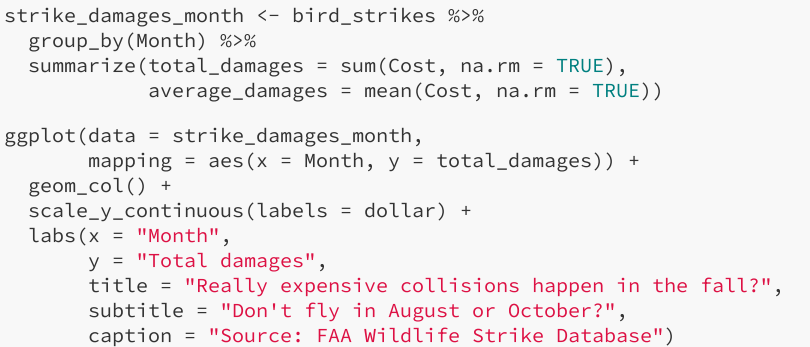 strike_damages_month <- bird_strikes %>%
  group_by(Month) %>%
  summarize(total_damages = sum(Cost, na.rm = TRUE),
            average_damages = mean(Cost, na.rm = TRUE))

ggplot(data = strike_damages_month,
       mapping = aes(x = Month, y = total_damages)) +
  geom_col() +
  scale_y_continuous(labels = dollar) +
  labs(x = "Month",
       y = "Total damages",
       title = "Really expensive collisions happen in the fall?",
       subtitle = "Don't fly in August or October?",
       caption = "Source: FAA Wildlife Strike Database")